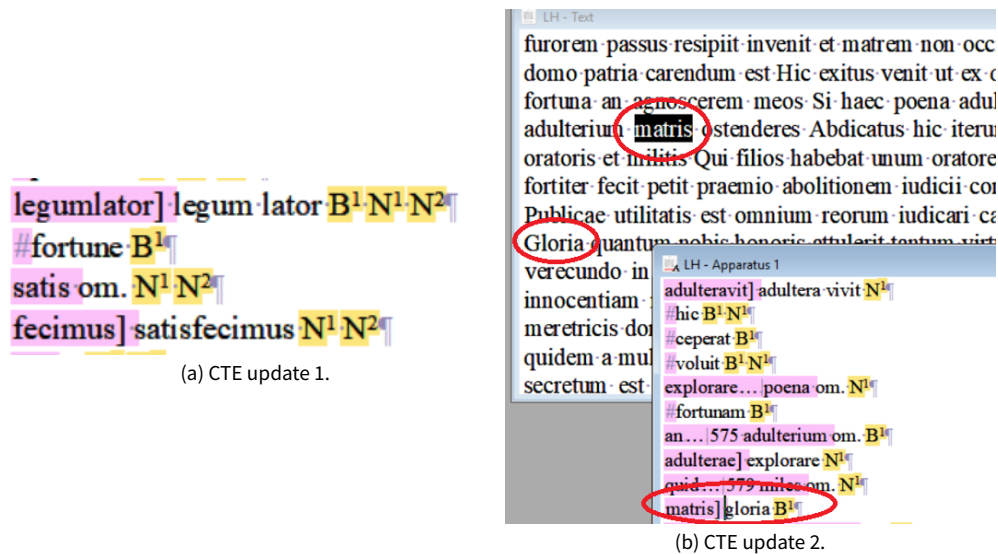 legumlator] legum lator B¹ N¹ N²¶
#fortune B¹¶
satis om. N¹ N²¶
fecimus] satisfecimus N¹ N²¶
(a) CTE update 1.
LH - Text
furorem passus resipiit invenit et matrem non occi
domo patria carendum est Hic exitus venit ut ex
fortuna an agnoscerem meos Si haec poena adul
adulterium matris ostenderes Abdicatus hic iteru
oratoris et militis Qui filios habebat unum oratore
fortiter fecit petit praemio abolitionem iudicii con
Publicae utilitatis est omnium reorum iudicari ca
Gloria quantum nobis honoris attulerit tantum virt
verecundo in
innocentiam
meretricis do
quidem a mul
secretum est
LH - Apparatus 1
adulteravit] adultera vivit N¹¶
#hic B¹ N¹¶
#ceperat B¹¶
#voluit B¹ N¹¶
explorare…|poena om. N¹¶
#fortunam B¹¶
an…|575 adulterium om. B¹¶
adulterae] explorare N¹¶
quid…|579 miles om. N¹¶
matris] gloria B¹¶
(b) CTE update 2.